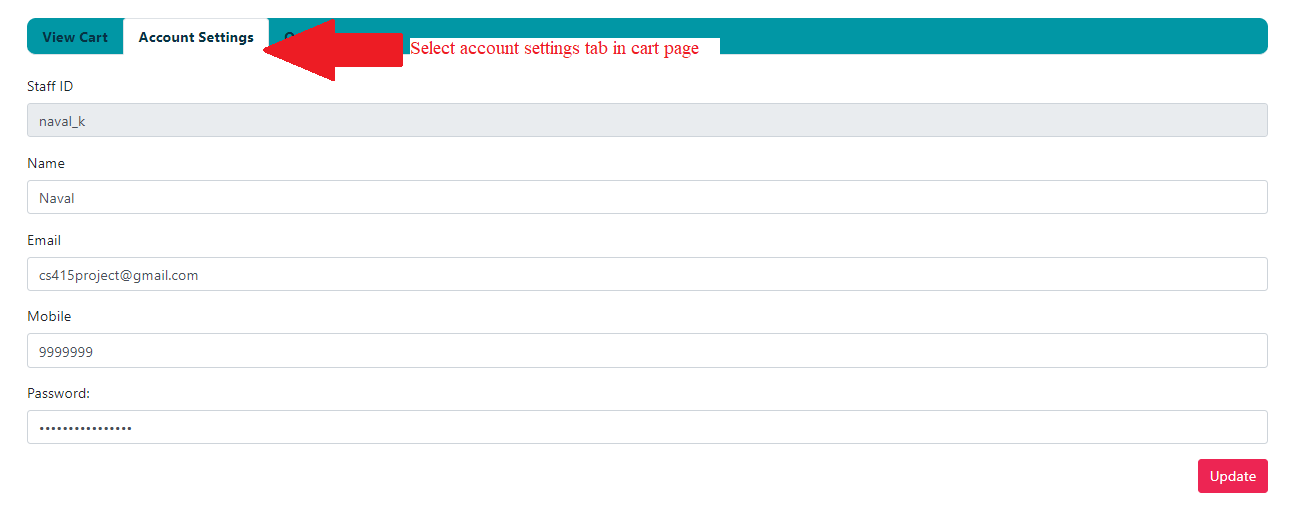 View Cart Account Settings Select account settings tab in cart page
Staff ID
naval_k
Name
Naval
Email
cs415project@gmail.com
Mobile
9999999
Password:
••••••••••••••••
Update